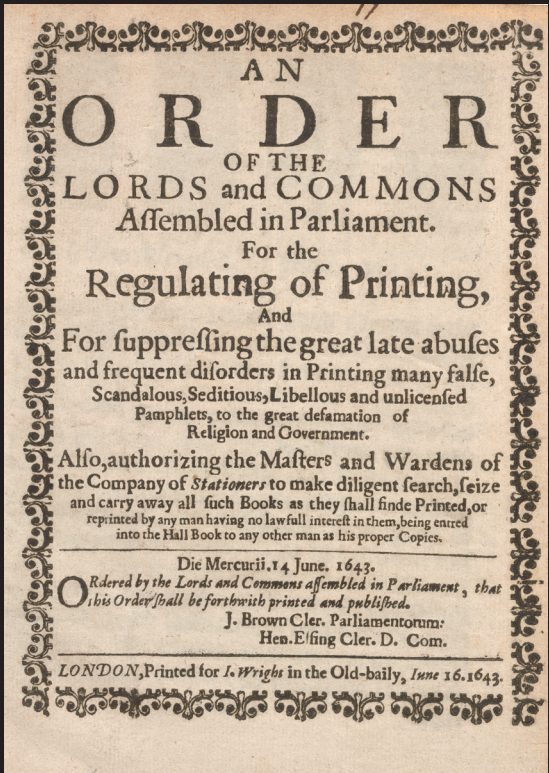 AN
ORDER
OF THE
LORDS and COMMONS
Aſſembled in Parliament.
For the
Regulating of Printing,
And
For ſuppreſſing the great late abuſes
and frequent diſorders in Printing many falſe,
Scandalous, Seditious, Libellous and unlicenſed
Pamphlets, to the great defamation of
Religion and Government.
Alſo, authorizing the Maſters and Wardens of
the Company of Stationers to make diligent ſearch, ſeize
and carry away all ſuch Books as they ſhall finde Printed, or
reprinted by any man having no lawfull intereſt in them, being entred
into the Hall Book to any other man as his proper Copies.
Die Mercurii. 14 June. 1643.
ORdered by the Lords and Commons aſſembled in Parliament, that
this Order ſhall be forthwith printed and publiſhed.
J. Brown Cler. Parliamentorum:
Hen. Elſing Cler. D. Com.
LONDON, Printed for I. Wright in the Old-baily, Iune 16. 1643.